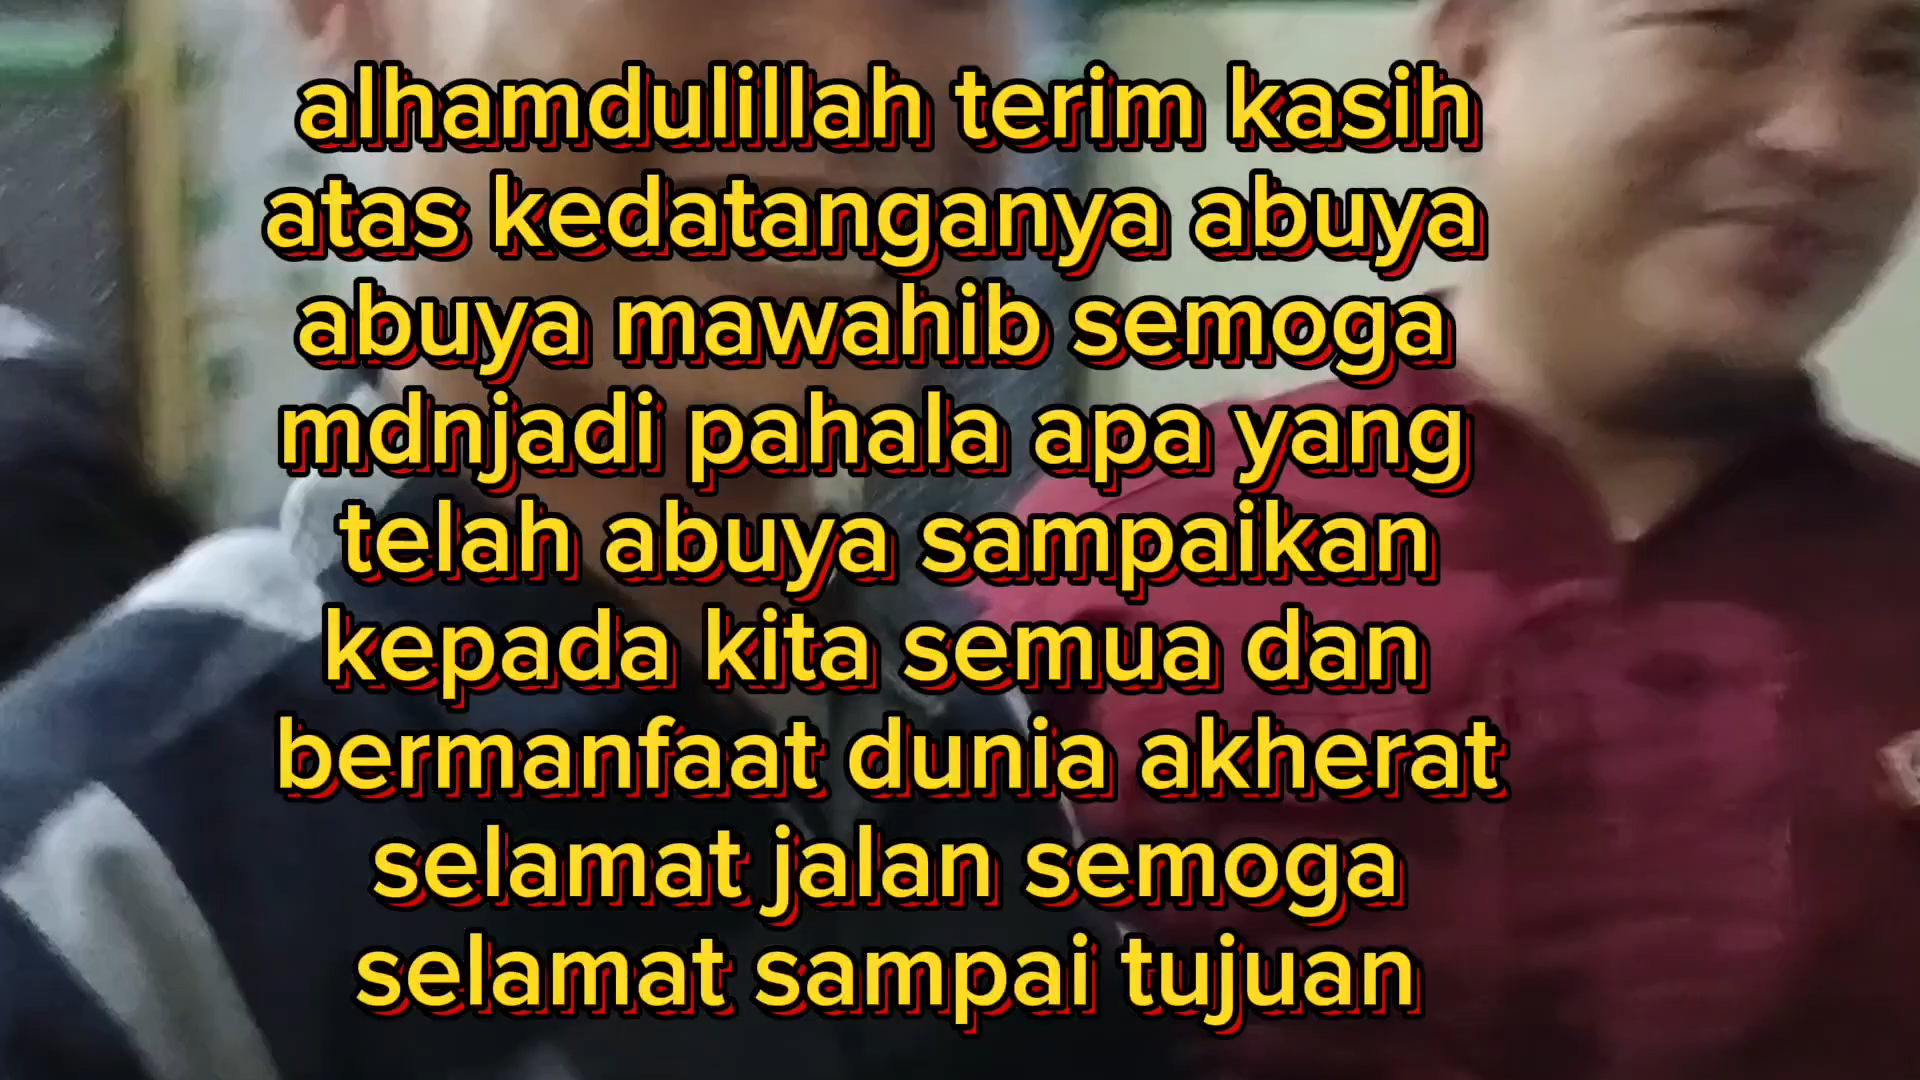 alhamdulillah terim kasih
atas kedatanganya abuya
abuya mawahib semoga
mdnjadi pahala apa yang
telah abuya sampaikan
kepada kita semua dan
bermanfaat dunia akherat
selamat jalan semoga
selamat sampai tujuan